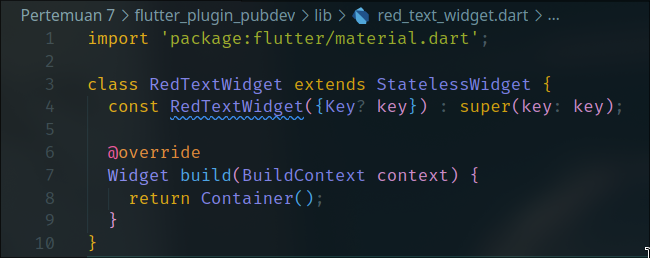 Pertemuan 7 > flutter_plugin_pubdev > lib > red_text_widget.dart > ...
1 import 'package:flutter/material.dart';
2
3 class RedTextWidget extends StatelessWidget {
4   const RedTextWidget({Key? key}) : super(key: key);
5
6   @override
7   Widget build(BuildContext context) {
8     return Container();
9   }
10 }